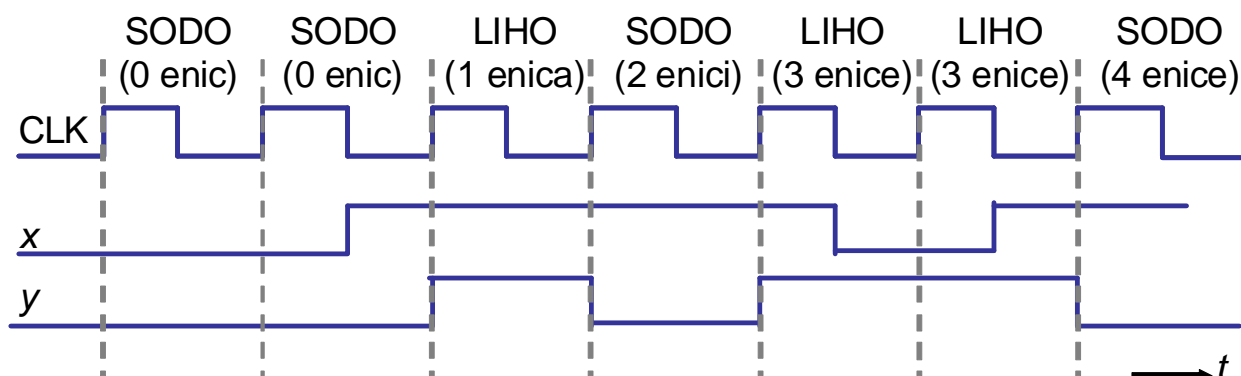 SODO SODO LIHO SODO LIHO LIHO SODO
(0 enic) (0 enic) (1 enica) (2 enici) (3 enice) (3 enice) (4 enice)
CLK
x
y
t